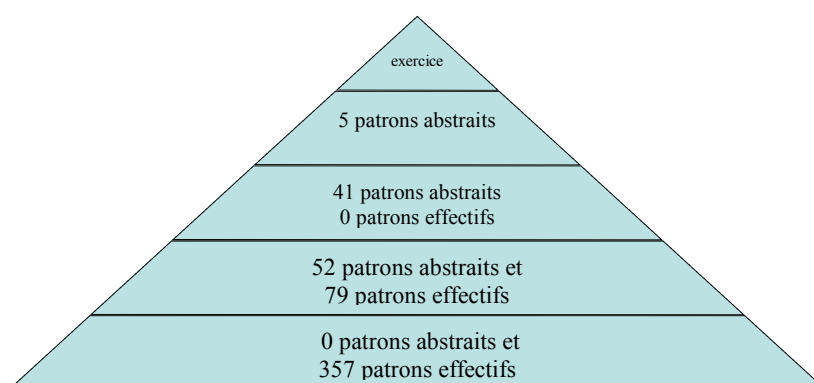 exercice
5 patrons abstraits
41 patrons abstraits
0 patrons effectifs
52 patrons abstraits et
79 patrons effectifs
0 patrons abstraits et
357 patrons effectifs